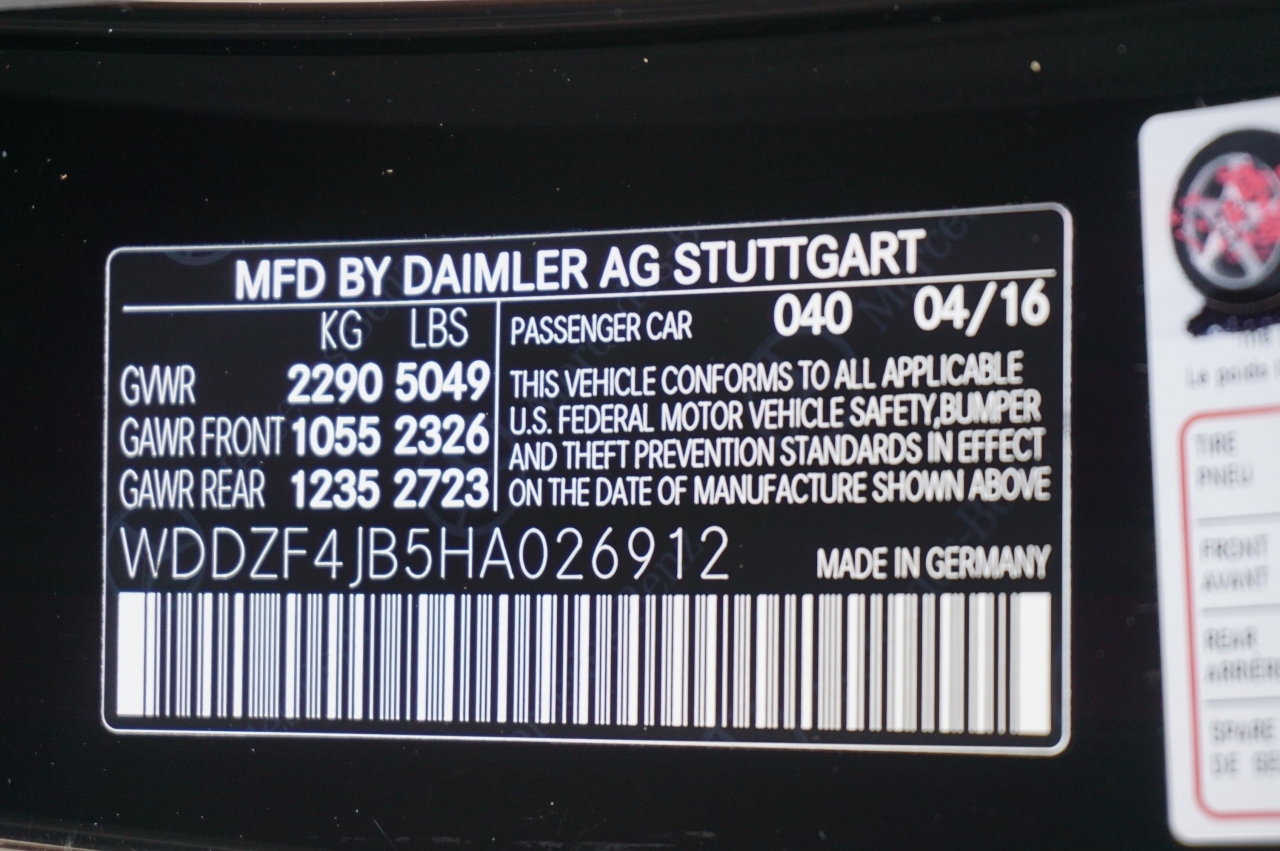 MFD BY DAIMLER AG STUTTGART
KG LBS
GVWR 2290 5049
GAWR FRONT 1055 2326
GAWR REAR 1235 2723
PASSENGER CAR 040 04/16
THIS VEHICLE CONFORMS TO ALL APPLICABLE
U.S. FEDERAL MOTOR VEHICLE SAFETY,BUMPER
AND THEFT PREVENTION STANDARDS IN EFFECT
ON THE DATE OF MANUFACTURE SHOWN ABOVE
WDDZF4JB5HA026912 MADE IN GERMANY
TIRE
PNEU
FRONT
AVANT
REAR
SPARE